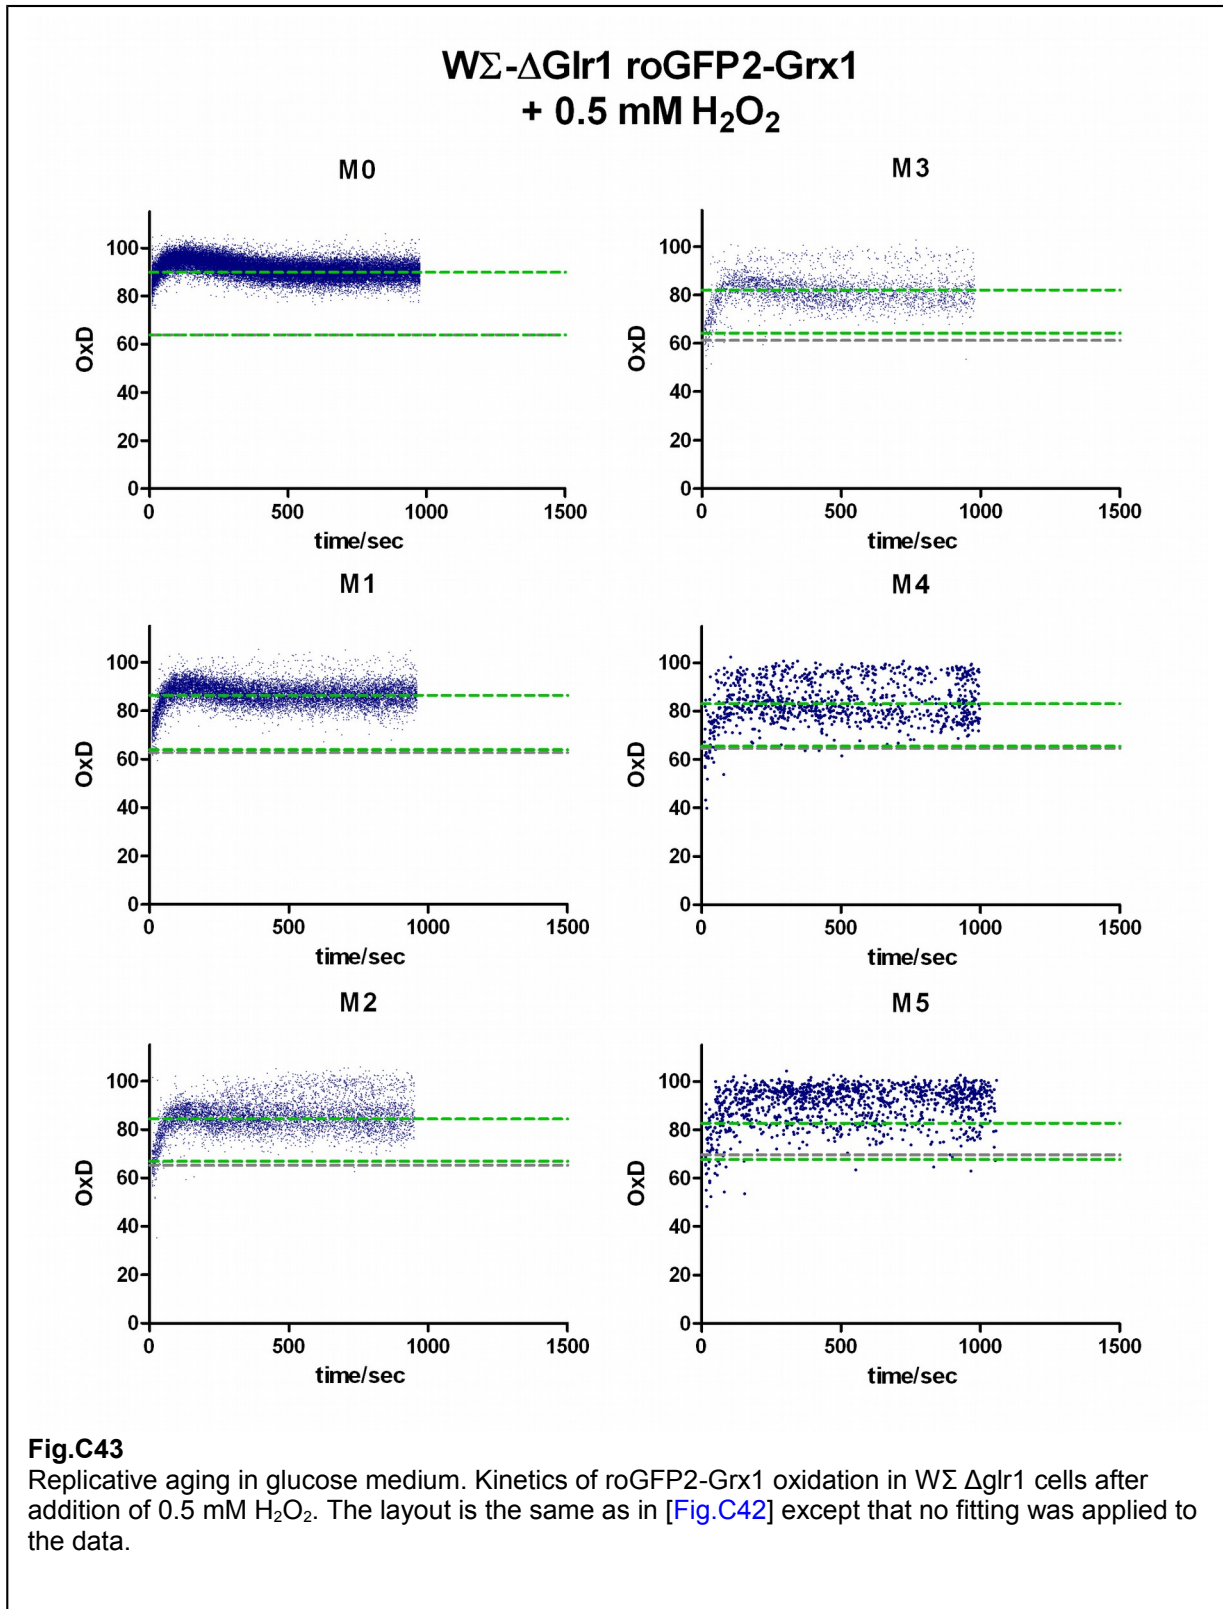 WΣ-ΔGlr1 roGFP2-Grx1
+ 0.5 mM H₂O₂
M0
100
80
60
40
20
0
OxD
0 500 1000 1500
time/sec
M3
100
80
60
40
20
0
OxD
0 500 1000 1500
time/sec
M1
100
80
60
40
20
0
OxD
0 500 1000 1500
time/sec
M4
100
80
60
40
20
0
OxD
0 500 1000 1500
time/sec
M2
100
80
60
40
20
0
OxD
0 500 1000 1500
time/sec
M5
100
80
60
40
20
0
OxD
0 500 1000 1500
time/sec
Fig.C43
Replicative aging in glucose medium. Kinetics of roGFP2-Grx1 oxidation in WΣ Δglr1 cells after
addition of 0.5 mM H₂O₂. The layout is the same as in [Fig.C42] except that no fitting was applied to
the data.